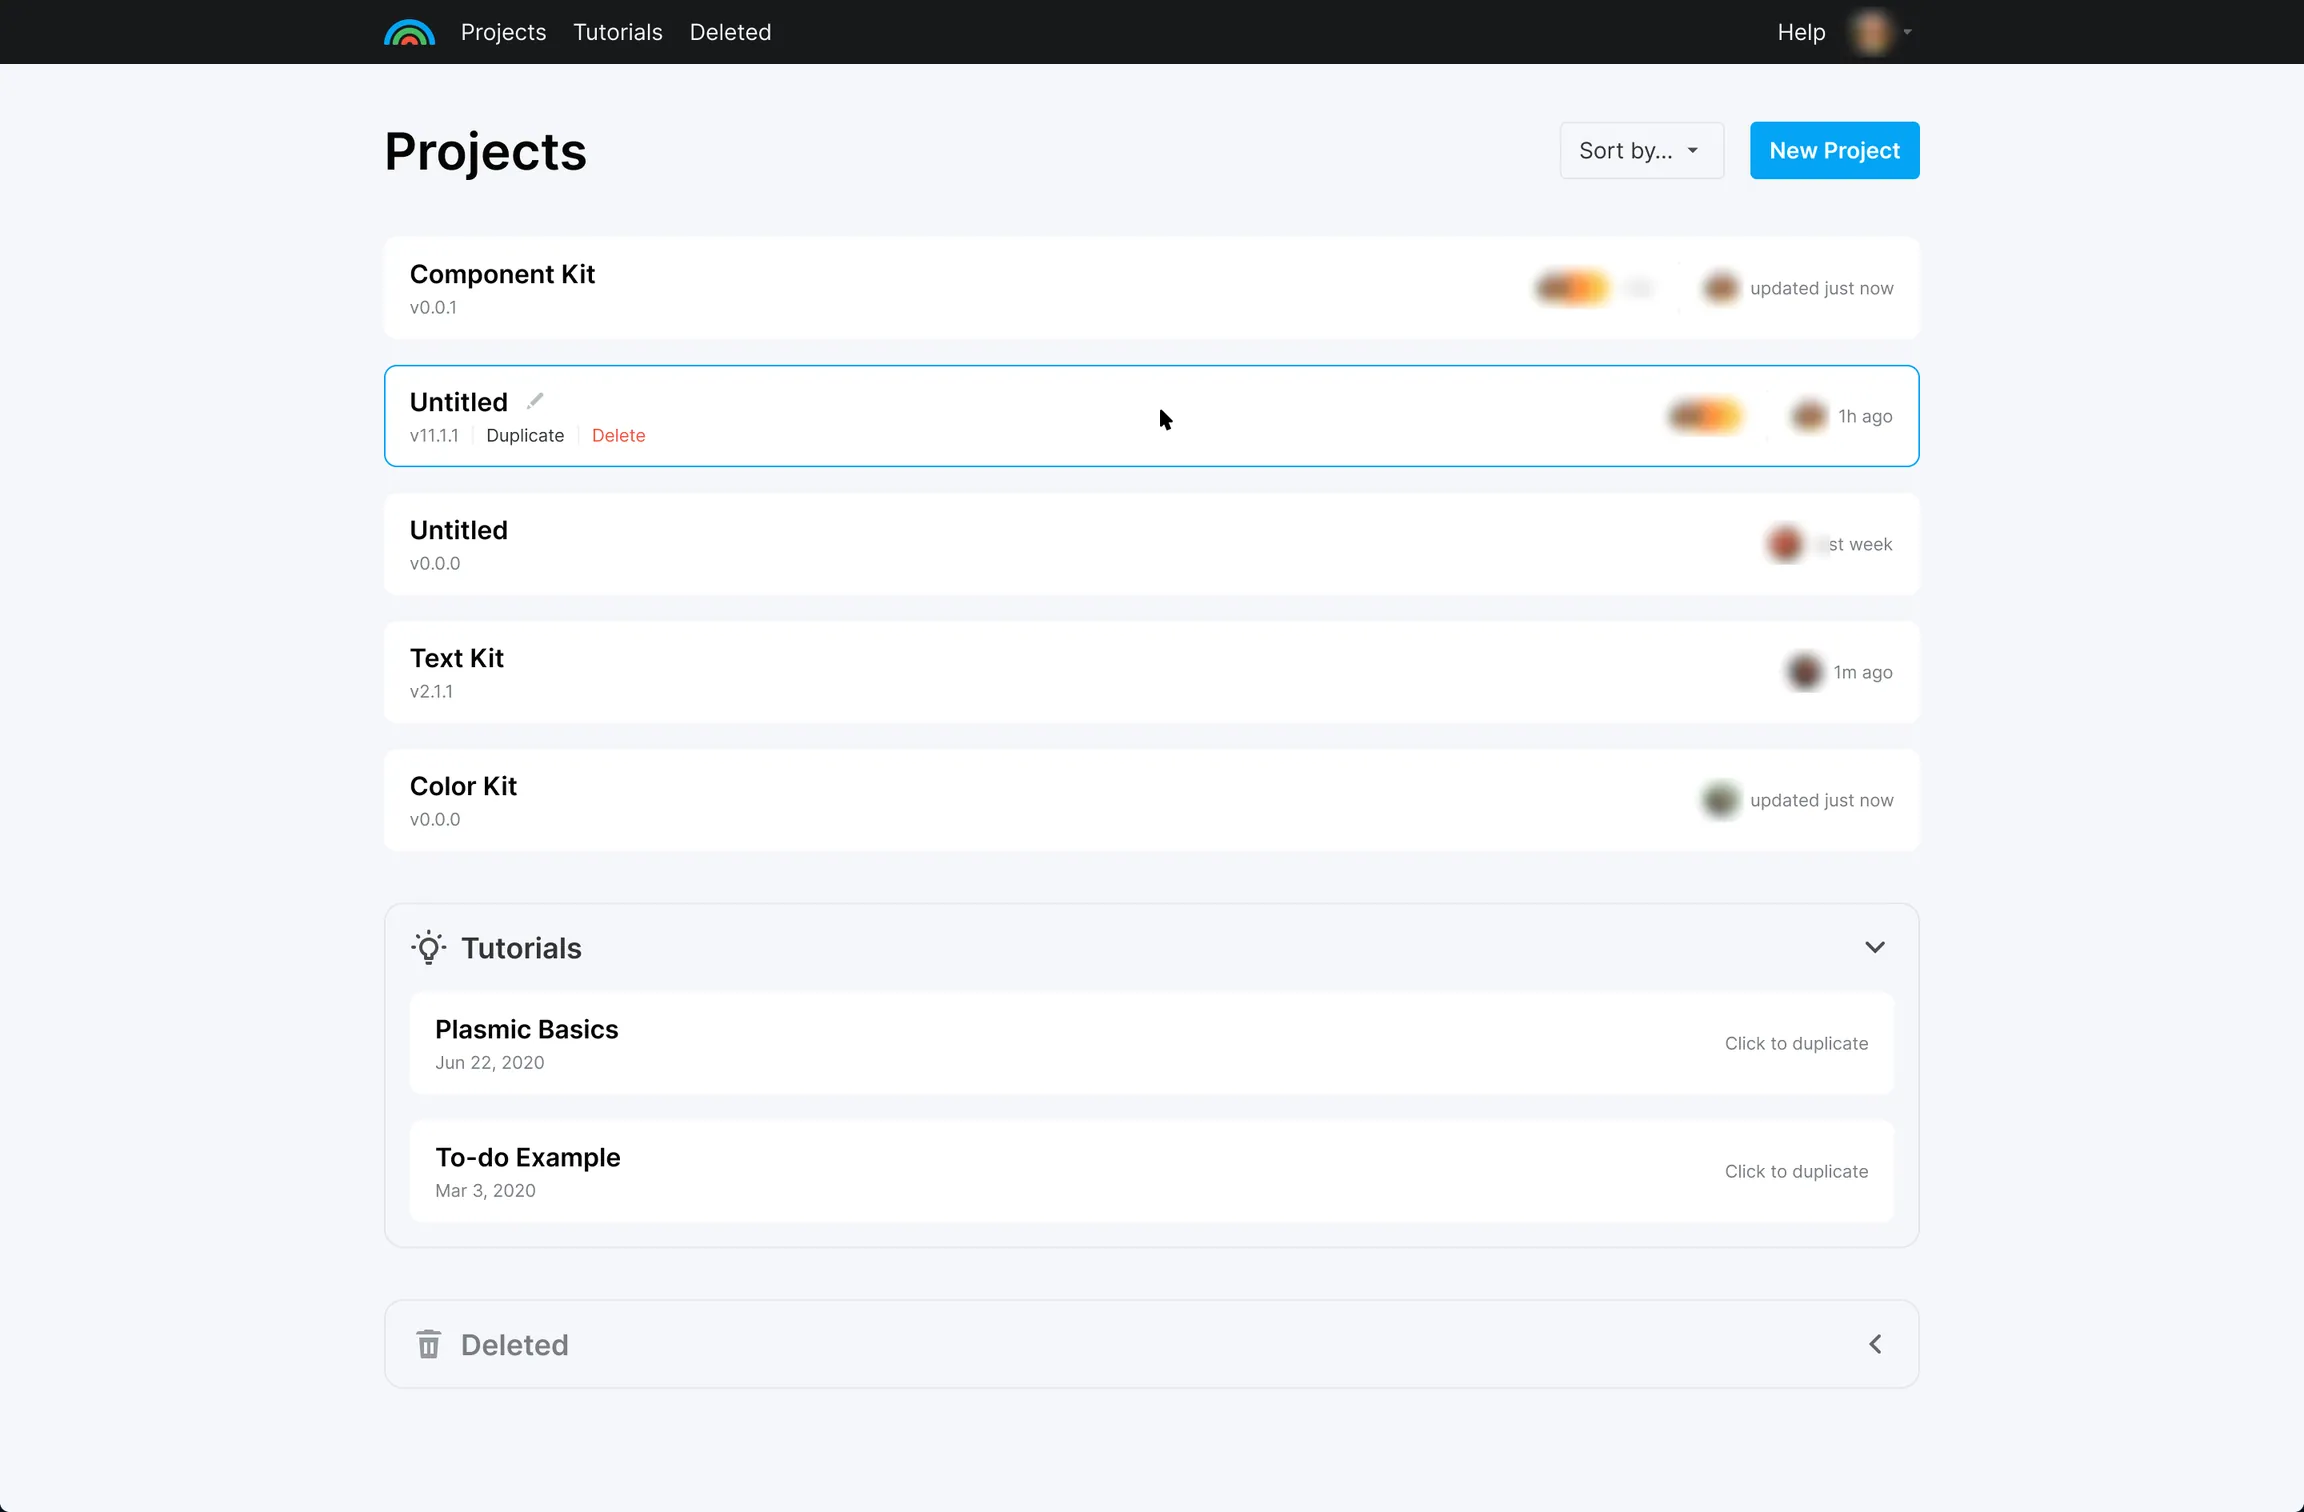 Projects Tutorials Deleted Help
Projects
Sort by... New Project
Component Kit
v0.0.1
updated just now
Untitled
v11.1.1 Duplicate Delete
1h ago
Untitled
v0.0.0
st week
Text Kit
v2.1.1
1m ago
Color Kit
v0.0.0
updated just now
Tutorials
Plasmic Basics
Jun 22, 2020
Click to duplicate
To-do Example
Mar 3, 2020
Click to duplicate
Deleted